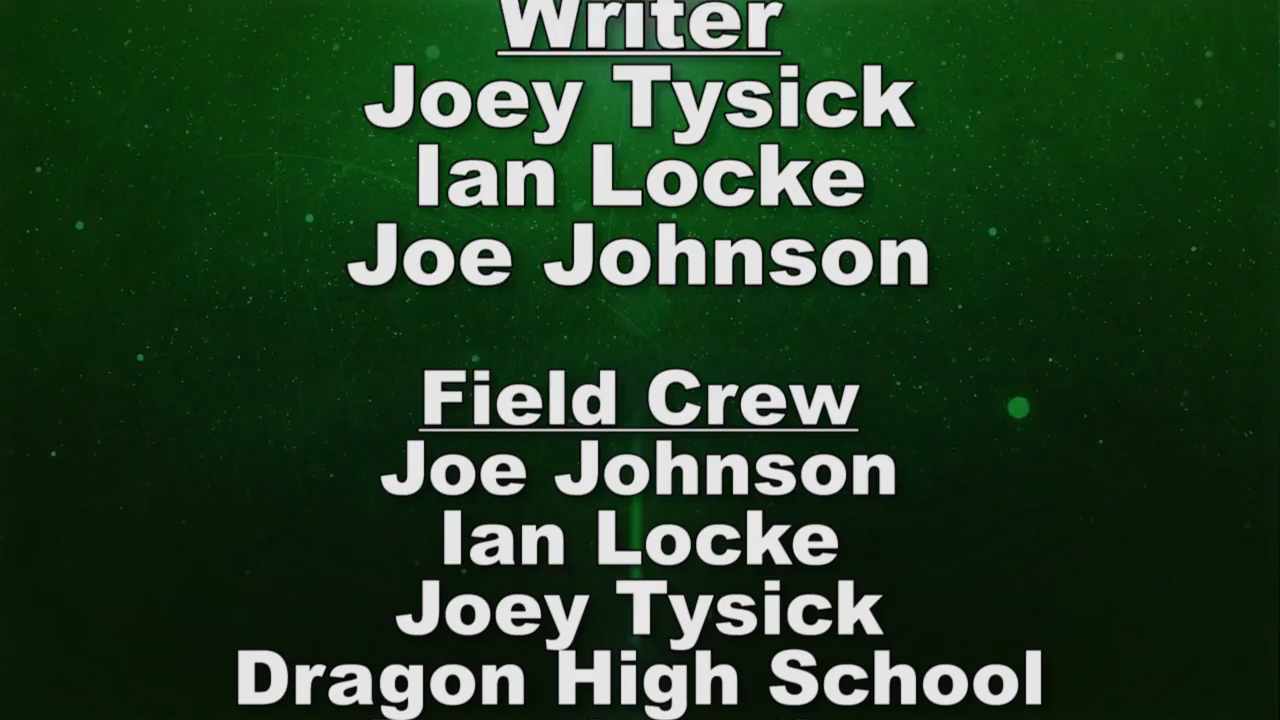 Writer
Joey Tysick
Ian Locke
Joe Johnson
Field Crew
Joe Johnson
Ian Locke
Joey Tysick
Dragon High School